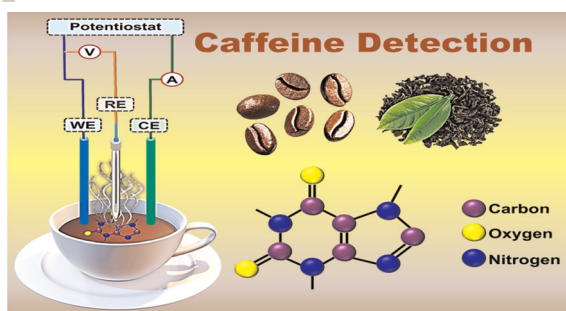 Potentiostat
Caffeine Detection
V
A
RE
WE
CE
Carbon
Oxygen
Nitrogen